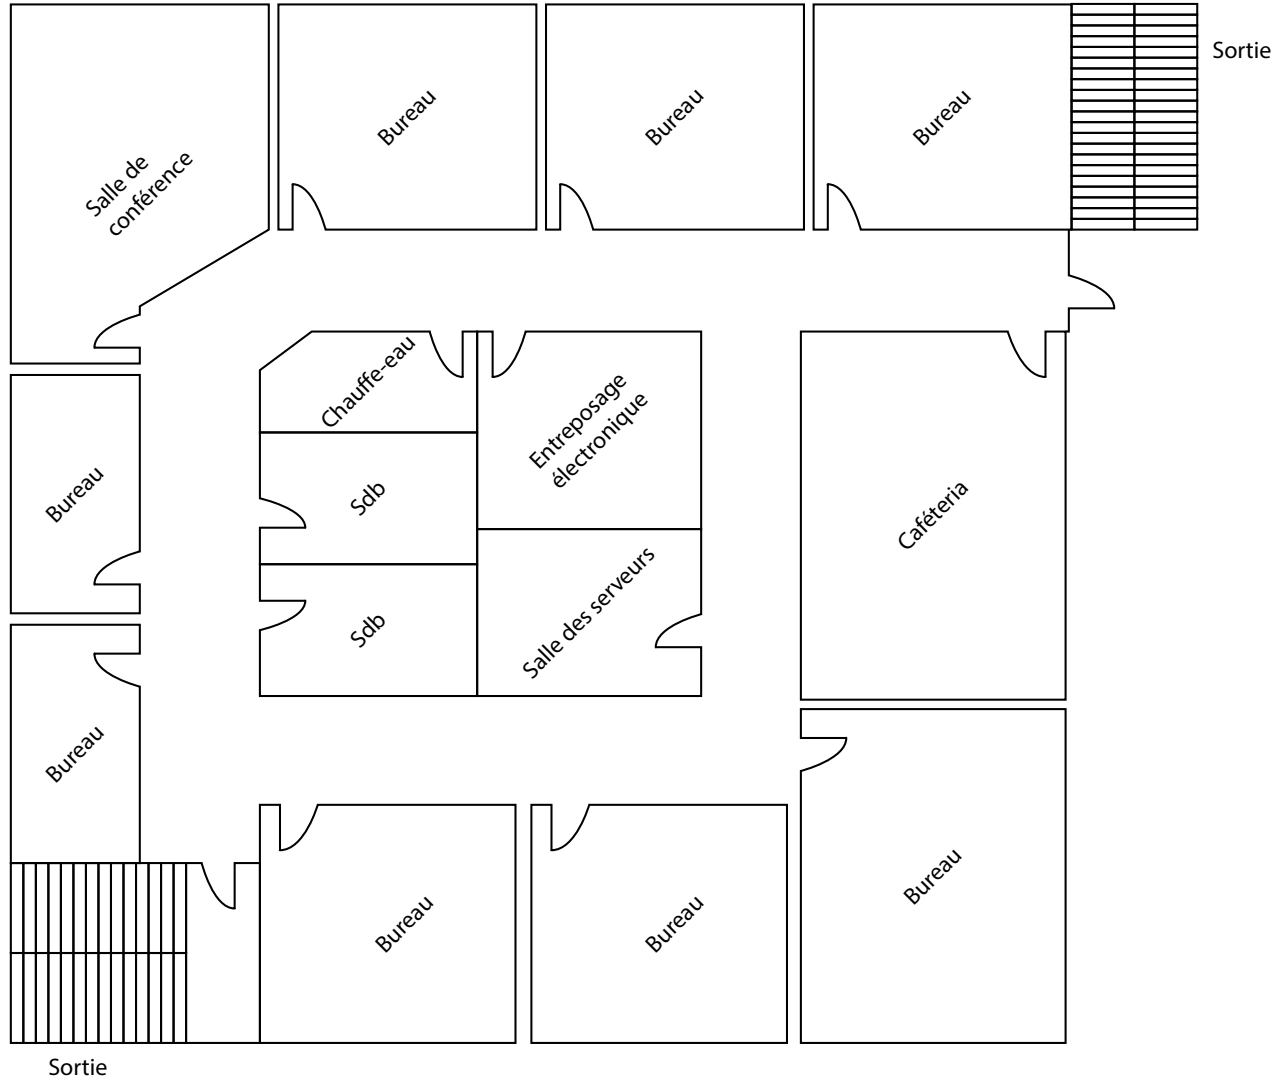 Sortie
Bureau
Bureau
Bureau
Salle de
conférence
Chauffe-eau
Entreposage
électronique
Bureau
Sdb
Caféteria
Salle des serveurs
Sdb
Bureau
Bureau
Bureau
Bureau
Sortie